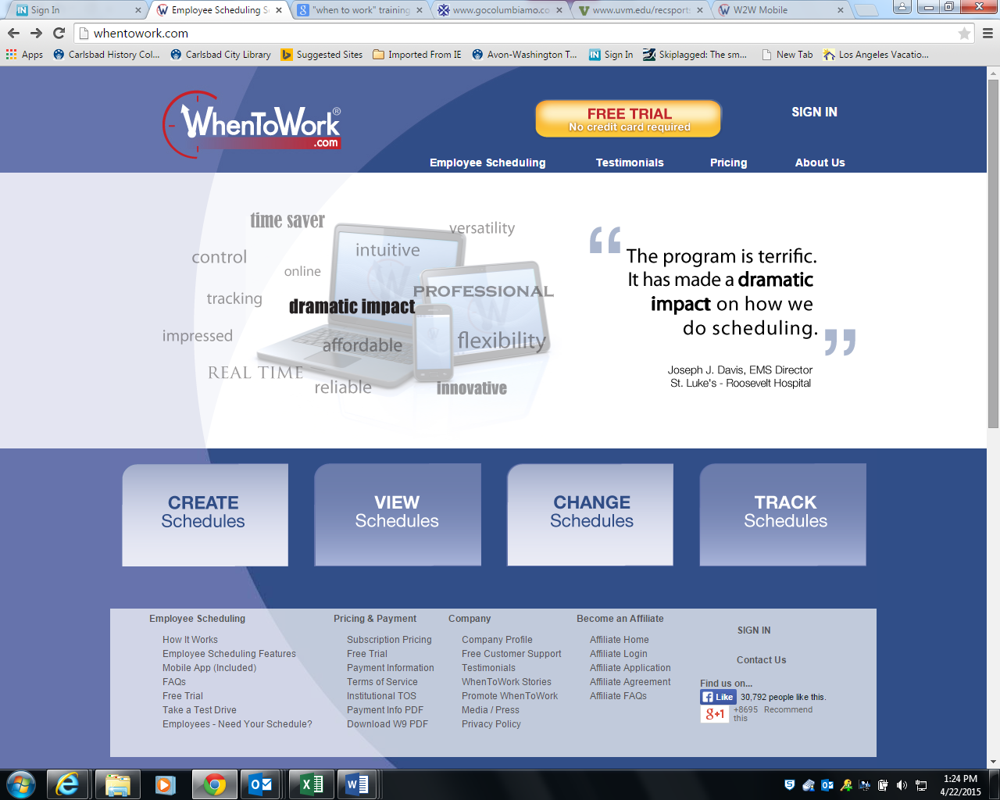 Sign In
Employee Scheduling S
"when to work" training
www.gocolumbiamo.co
www.uvm.edu/recsports
W2W Mobile
whentowork.com
Apps
Carlsbad History Col...
Carlsbad City Library
Suggested Sites
Imported From IE
Avon-Washington T...
Sign In
Skiplagged: The sm...
New Tab
Los Angeles Vacatio...
WhenToWork®
.com
FREE TRIAL
No credit card required
SIGN IN
Employee Scheduling
Testimonials
Pricing
About Us
time saver
versatility
control
intuitive
online
tracking
PROFESSIONAL
dramatic impact
impressed
affordable
flexibility
REAL TIME
reliable
innovative
“ The program is terrific.
It has made a dramatic
impact on how we
do scheduling. ”
Joseph J. Davis, EMS Director
St. Luke's - Roosevelt Hospital
CREATE
Schedules
VIEW
Schedules
CHANGE
Schedules
TRACK
Schedules
Employee Scheduling
How It Works
Employee Scheduling Features
Mobile App (Included)
FAQs
Free Trial
Take a Test Drive
Employees - Need Your Schedule?
Pricing & Payment
Subscription Pricing
Free Trial
Payment Information
Terms of Service
Institutional TOS
Payment Info PDF
Download W9 PDF
Company
Company Profile
Free Customer Support
Testimonials
WhenToWork Stories
Promote WhenToWork
Media / Press
Privacy Policy
Become an Affiliate
Affiliate Home
Affiliate Login
Affiliate Application
Affiliate Agreement
Affiliate FAQs
SIGN IN
Contact Us
Find us on...
Like 30,792 people like this.
g+1 +8695 Recommend
this
1:24 PM
4/22/2015